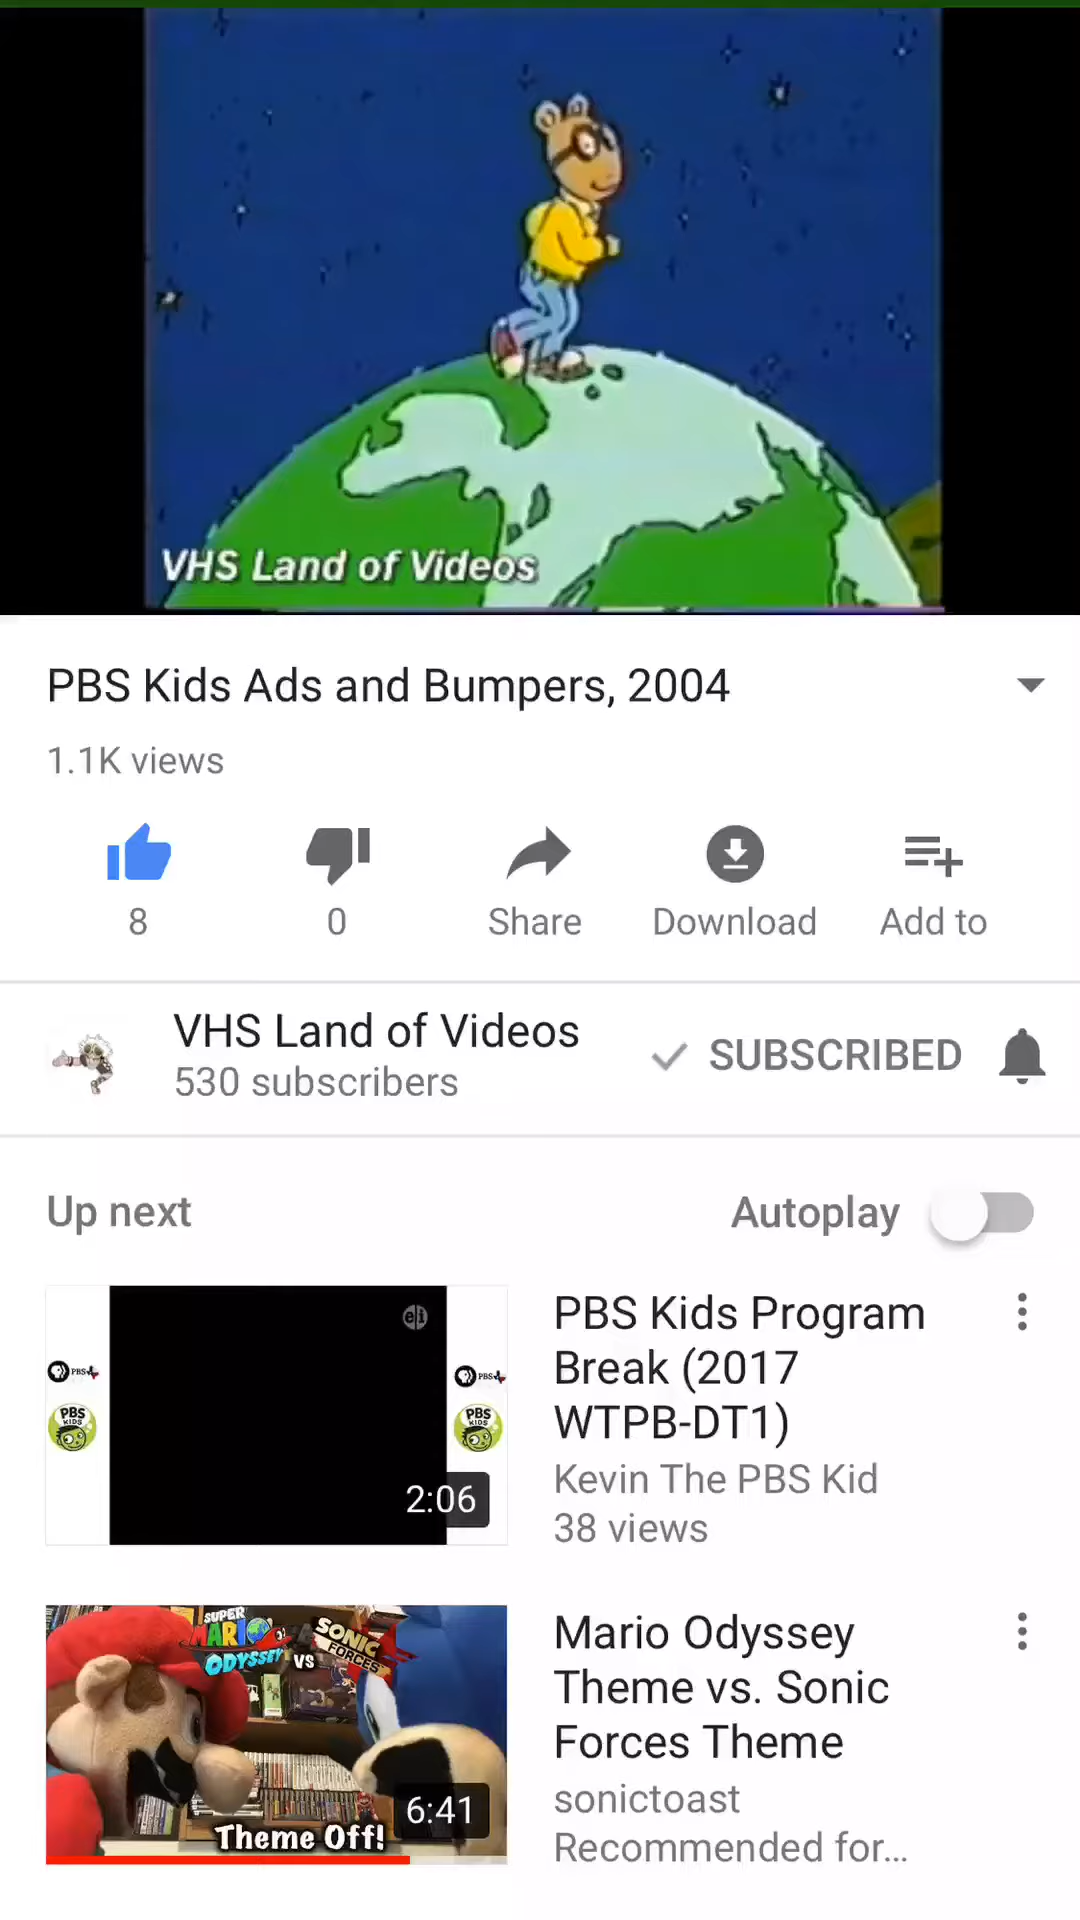 VHS Land of Videos
PBS Kids Ads and Bumpers, 2004
1.1K views
8
0
Share
Download
Add to
VHS Land of Videos
530 subscribers
SUBSCRIBED
Up next
Autoplay
PBS
PBS KIDS
PBS
PBS KIDS
2:06
PBS Kids Program
Break (2017
WTPB-DT1)
Kevin The PBS Kid
38 views
SUPER
MARIO
ODYSSEY
VS
SONIC
FORCES
6:41
Theme Off!
Mario Odyssey
Theme vs. Sonic
Forces Theme
sonictoast
Recommended for...